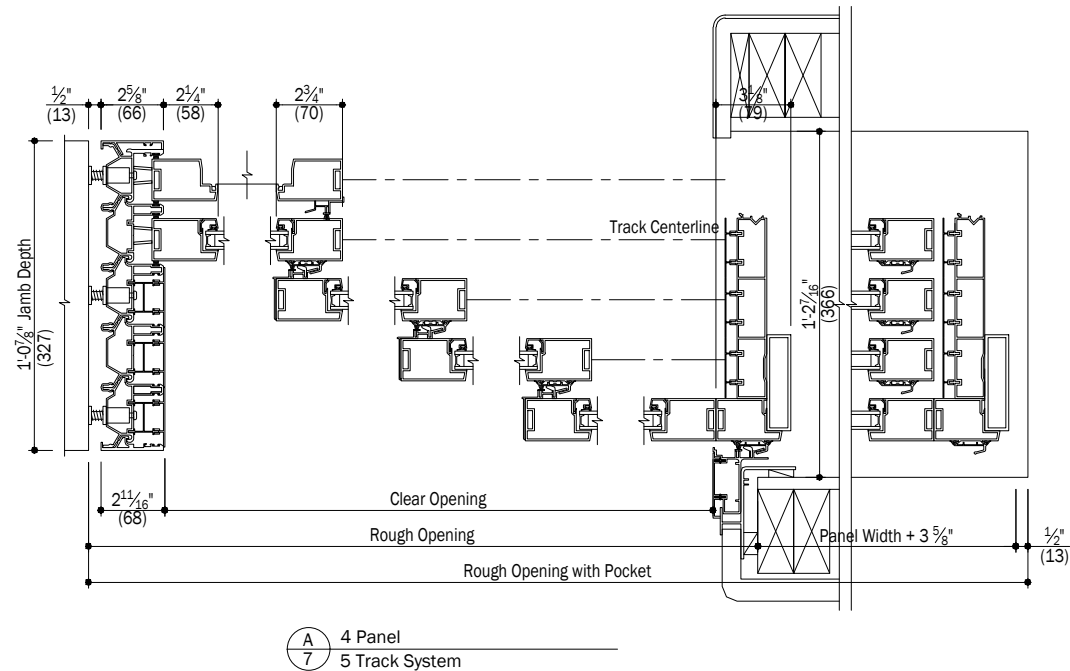 ½" 2⅝" 2¼" 2¾" 3⅛"
(13) (66) (58) (70) (79)
Track Centerline
1'-0⅞" Jamb Depth
(327)
1'-2⁷⁄₁₆"
(366)
2¹¹⁄₁₆"
(68)
Clear Opening
Rough Opening
Panel Width + 3 ⅝"
½"
(13)
Rough Opening with Pocket
A
7
4 Panel
5 Track System